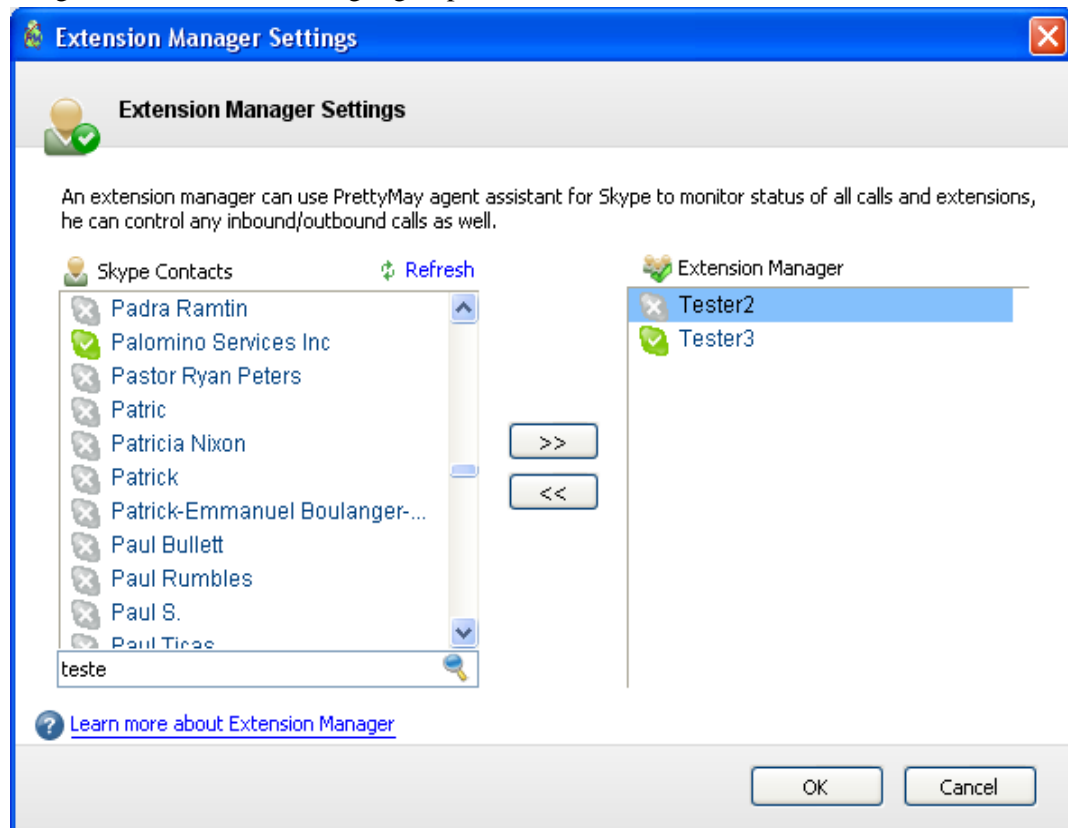 Extension Manager Settings
Extension Manager Settings
An extension manager can use PrettyMay agent assistant for Skype to monitor status of all calls and extensions,
he can control any inbound/outbound calls as well.
Skype Contacts
Refresh
Padra Ramtin
Palomino Services Inc
Pastor Ryan Peters
Patric
Patricia Nixon
Patrick
Patrick-Emmanuel Boulanger-...
Paul Bullett
Paul Rumbles
Paul S.
Paul Ticas
teste
>>
<<
Extension Manager
Tester2
Tester3
Learn more about Extension Manager
OK
Cancel